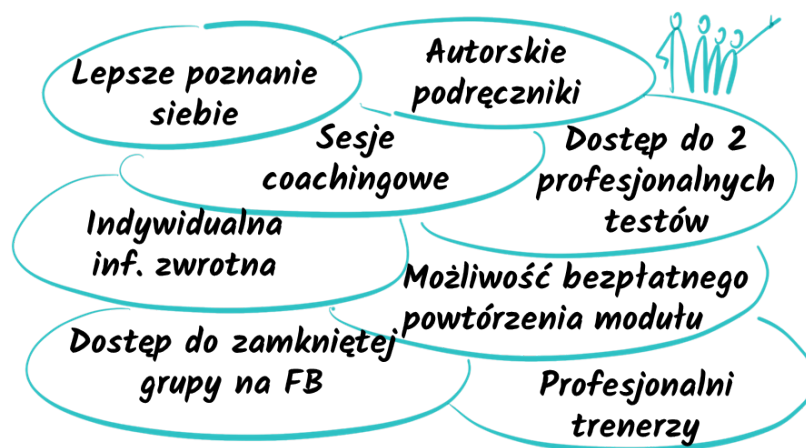 Lepsze poznanie
siebie
Autorskie
podręczniki
Sesje
coachingowe
Dostęp do 2
profesjonalnych
testów
Indywidualna
inf. zwrotna
Możliwość bezpłatnego
powtórzenia modułu
Dostęp do zamkniętej
grupy na FB
Profesjonalni
trenerzy